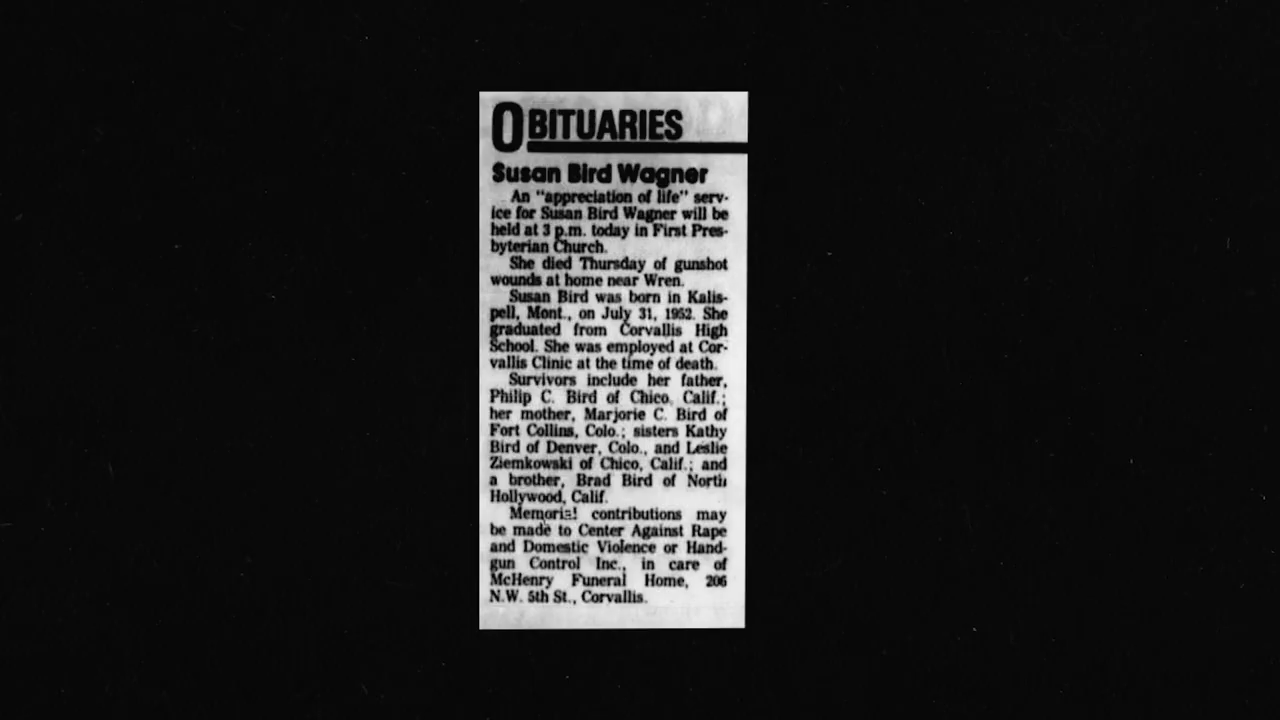 OBITUARIES
Susan Bird Wagner
An "appreciation of life" serv-
ice for Susan Bird Wagner will be
held at 3 p.m. today in First Pres-
byterian Church.
She died Thursday of gunshot
wounds at home near Wren.
Susan Bird was born in Kalis-
pell, Mont., on July 31, 1952. She
graduated from Corvallis High
School. She was employed at Cor-
vallis Clinic at the time of death.
Survivors include her father,
Philip C. Bird of Chico, Calif.;
her mother, Marjorie C. Bird of
Fort Collins, Colo.; sisters Kathy
Bird of Denver, Colo., and Leslie
Ziemkowski of Chico, Calif.; and
a brother, Brad Bird of North
Hollywood, Calif.
Memorial contributions may
be made to Center Against Rape
and Domestic Violence or Hand-
gun Control Inc., in care of
McHenry Funeral Home, 206
N.W. 5th St., Corvallis.